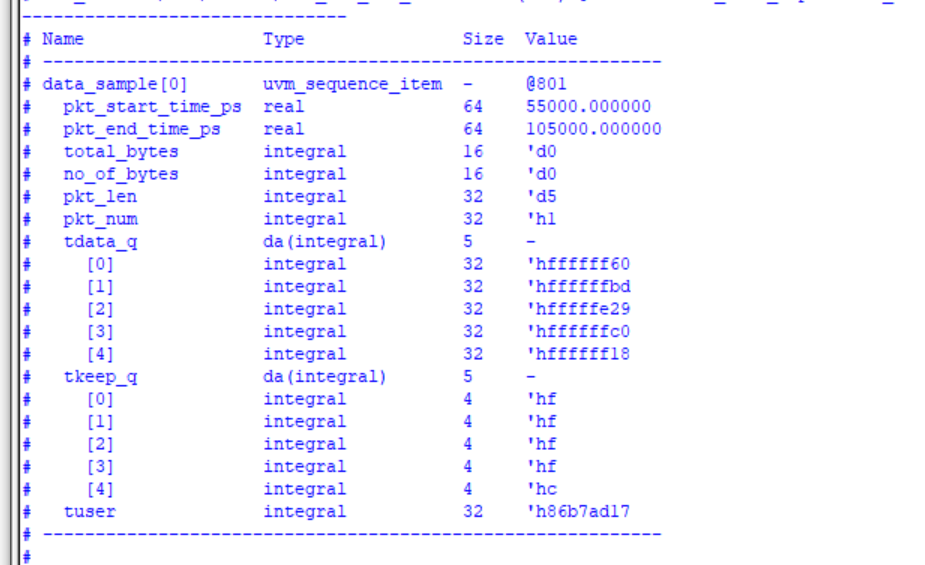 ------------------------------
# Name                  Type               Size  Value
# -------------------------------------------------------------
# data_sample[0]        uvm_sequence_item  -     @801
#   pkt_start_time_ps  real               64    55000.000000
#   pkt_end_time_ps    real               64    105000.000000
#   total_bytes        integral           16    'd0
#   no_of_bytes        integral           16    'd0
#   pkt_len            integral           32    'd5
#   pkt_num            integral           32    'h1
#   tdata_q            da(integral)       5     -
#     [0]              integral           32    'hffffff60
#     [1]              integral           32    'hffffffbd
#     [2]              integral           32    'hfffffe29
#     [3]              integral           32    'hffffffc0
#     [4]              integral           32    'hffffff18
#   tkeep_q            da(integral)       5     -
#     [0]              integral           4     'hf
#     [1]              integral           4     'hf
#     [2]              integral           4     'hf
#     [3]              integral           4     'hf
#     [4]              integral           4     'hc
#   tuser              integral           32    'h86b7ad17
# -------------------------------------------------------------
#